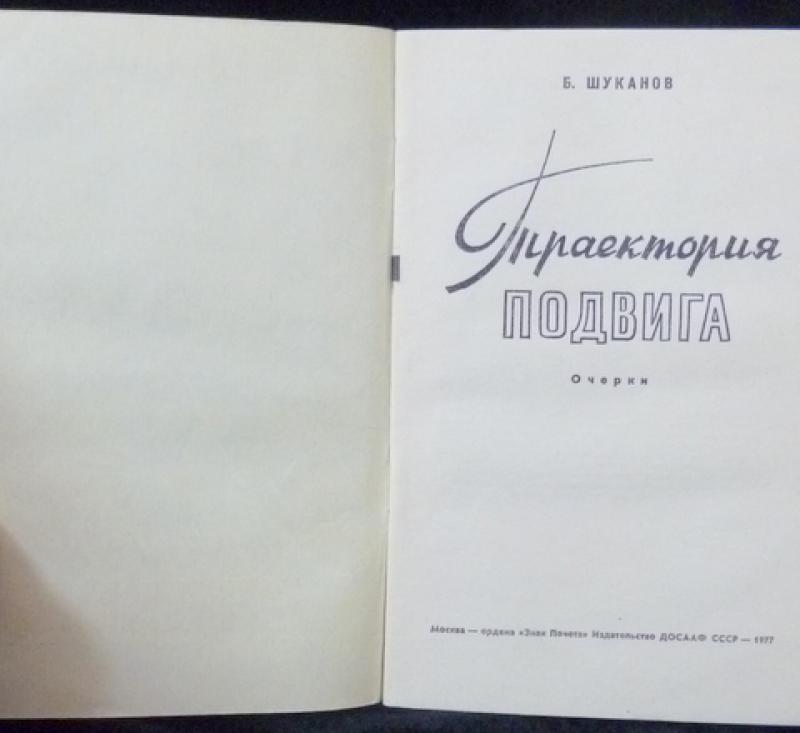 Б. ШУКАНОВ
Траектория
ПОДВИГА
Очерки
Москва — ордена «Знак Почета» Издательство ДОСААФ СССР — 1977